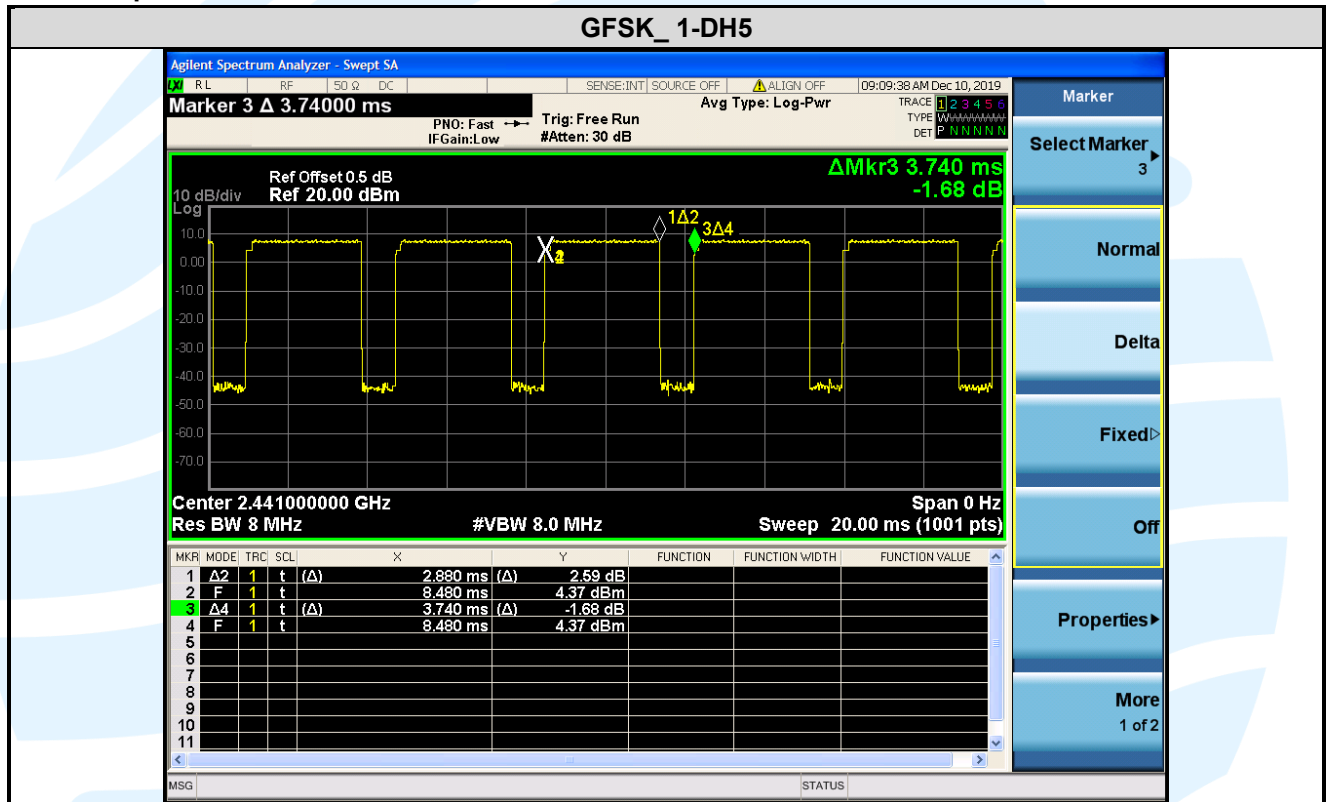 GFSK_ 1-DH5
Agilent Spectrum Analyzer - Swept SA
LXI RL RF 50 Ω DC SENSE:INT SOURCE OFF ALIGN OFF 09:09:38 AM Dec 10, 2019
Marker 3 Δ 3.74000 ms
PNO: Fast
IFGain:Low
Trig: Free Run
#Atten: 30 dB
Avg Type: Log-Pwr
TRACE 1 2 3 4 5 6
TYPE
DET P N N N N N
Marker
Select Marker
3
Normal
Delta
Fixed
Off
Properties
More
1 of 2
ΔMkr3 3.740 ms
-1.68 dB
Ref Offset 0.5 dB
10 dB/div Ref 20.00 dBm
Log
10.0
0.00
-10.0
-20.0
-30.0
-40.0
-50.0
-60.0
-70.0
1Δ2
3Δ4
Center 2.441000000 GHz Span 0 Hz
Res BW 8 MHz #VBW 8.0 MHz Sweep 20.00 ms (1001 pts)
MKR MODE TRC SCL X Y FUNCTION FUNCTION WIDTH FUNCTION VALUE
1 Δ2 1 t (Δ) 2.880 ms (Δ) 2.59 dB
2 F 1 t 8.480 ms 4.37 dBm
3 Δ4 1 t (Δ) 3.740 ms (Δ) -1.68 dB
4 F 1 t 8.480 ms 4.37 dBm
5
6
7
8
9
10
11
MSG STATUS